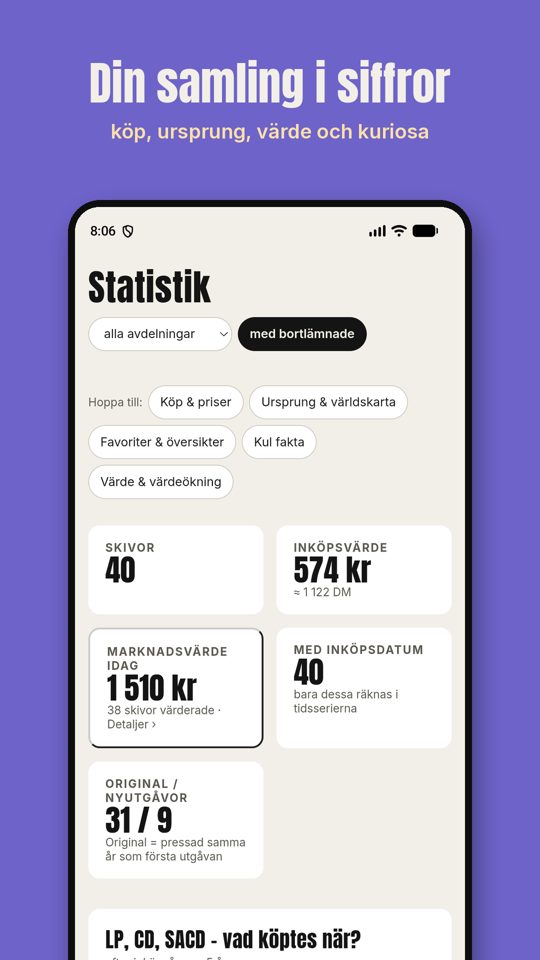 Din samling i siffror
köp, ursprung, värde och kuriosa
8:06
Statistik
alla avdelningar
med bortlämnade
Hoppa till:
Köp & priser
Ursprung & världskarta
Favoriter & översikter
Kul fakta
Värde & värdeökning
SKIVOR
40
INKÖPSVÄRDE
574 kr
≈ 1 122 DM
MARKNADSVÄRDE
IDAG
1 510 kr
38 skivor värderade ·
Detaljer ›
MED INKÖPSDATUM
40
bara dessa räknas i
tidsserierna
ORIGINAL /
NYUTGÅVOR
31 / 9
Original = pressad samma
år som första utgåvan
LP, CD, SACD - vad köptes när?